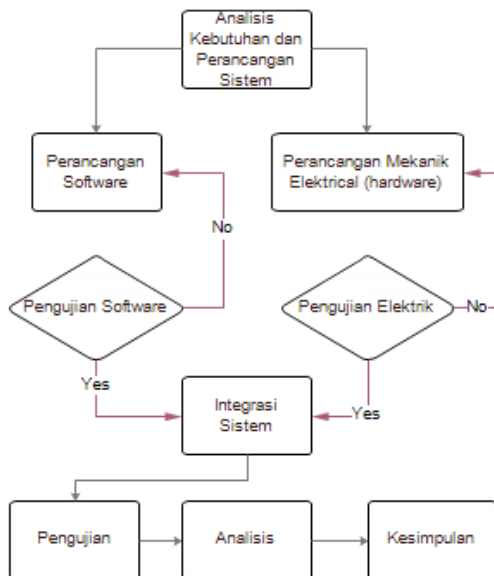 Analisis
Kebutuhan dan
Perancangan
Sistem
Perancangan
Software
Perancangan Mekanik
Elektrical (hardware)
No
Pengujian Software
Pengujian Elektrik
No
Yes
Integrasi
Sistem
Yes
Pengujian
Analisis
Kesimpulan